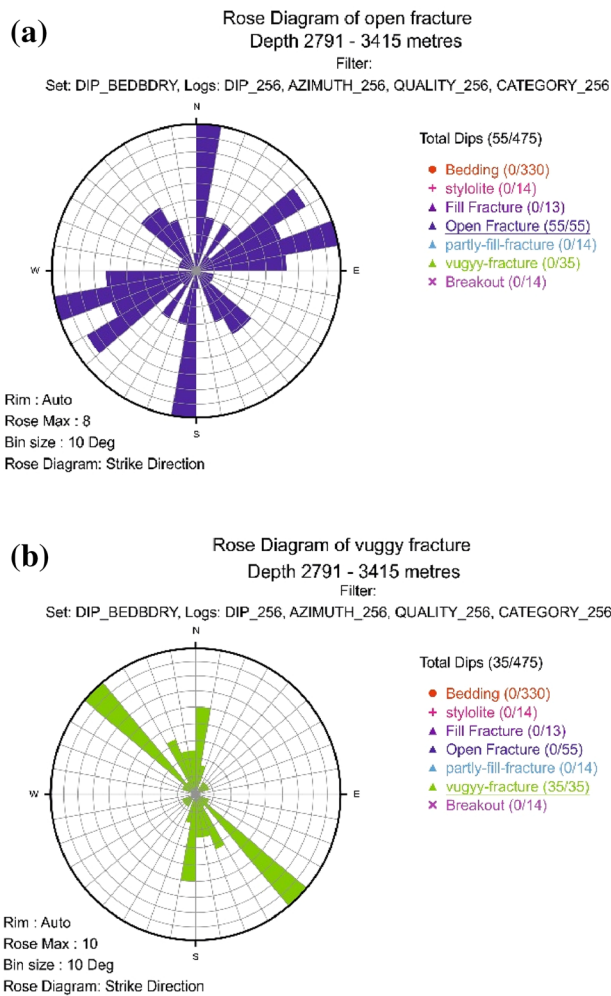 (a)
Rose Diagram of open fracture
Depth 2791 - 3415 metres
Filter:
Set: DIP_BEDBDRY, Logs: DIP_256, AZIMUTH_256, QUALITY_256, CATEGORY_256
N
W
E
S
Total Dips (55/475)
Bedding (0/330)
stylolite (0/14)
Fill Fracture (0/13)
Open Fracture (55/55)
partly-fill-fracture (0/14)
vugyy-fracture (0/35)
Breakout (0/14)
Rim : Auto
Rose Max : 8
Bin size : 10 Deg
Rose Diagram: Strike Direction
(b)
Rose Diagram of vuggy fracture
Depth 2791 - 3415 metres
Filter:
Set: DIP_BEDBDRY, Logs: DIP_256, AZIMUTH_256, QUALITY_256, CATEGORY_256
N
W
E
S
Total Dips (35/475)
Bedding (0/330)
stylolite (0/14)
Fill Fracture (0/13)
Open Fracture (0/55)
partly-fill-fracture (0/14)
vugyy-fracture (35/35)
Breakout (0/14)
Rim : Auto
Rose Max : 10
Bin size : 10 Deg
Rose Diagram: Strike Direction